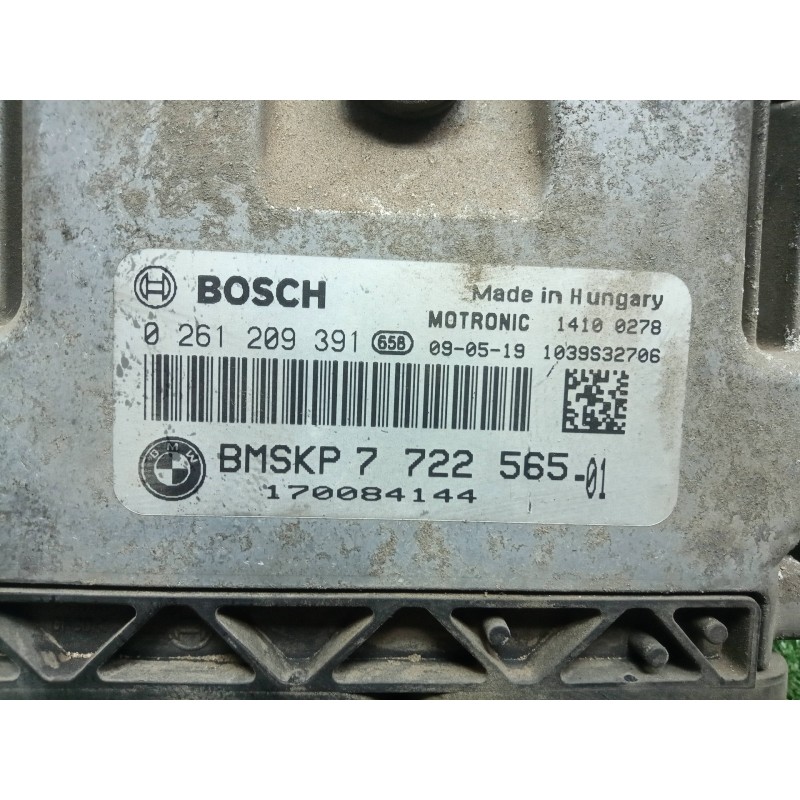 BOSCH
Made in Hungary
MOTRONIC 1410 0278
0 261 209 391 658 09-05-19 1039S32706
BMW
BMSKP 7 722 565-01
170084144